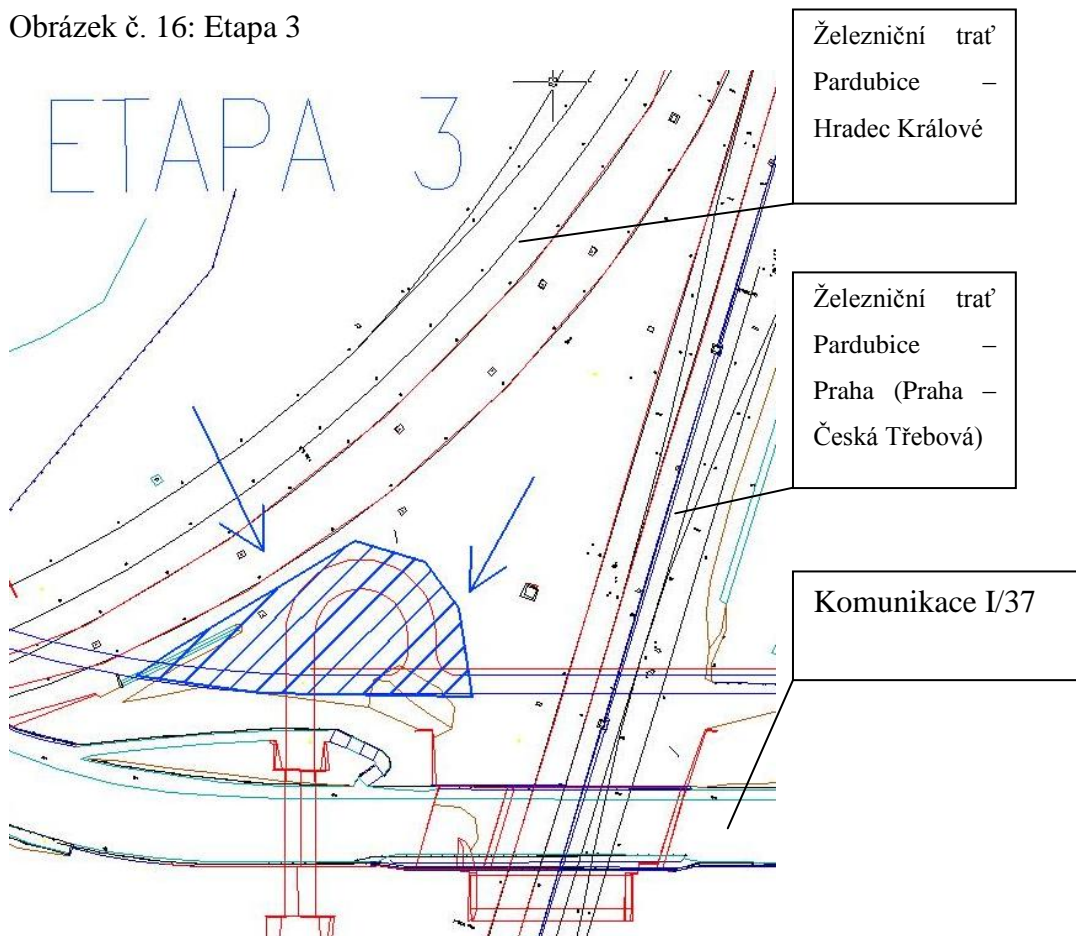 Obrázek č. 16: Etapa 3
ETAPA 3
Železniční trať
Pardubice –
Hradec Králové
Železniční trať
Pardubice –
Praha (Praha –
Česká Třebová)
Komunikace I/37